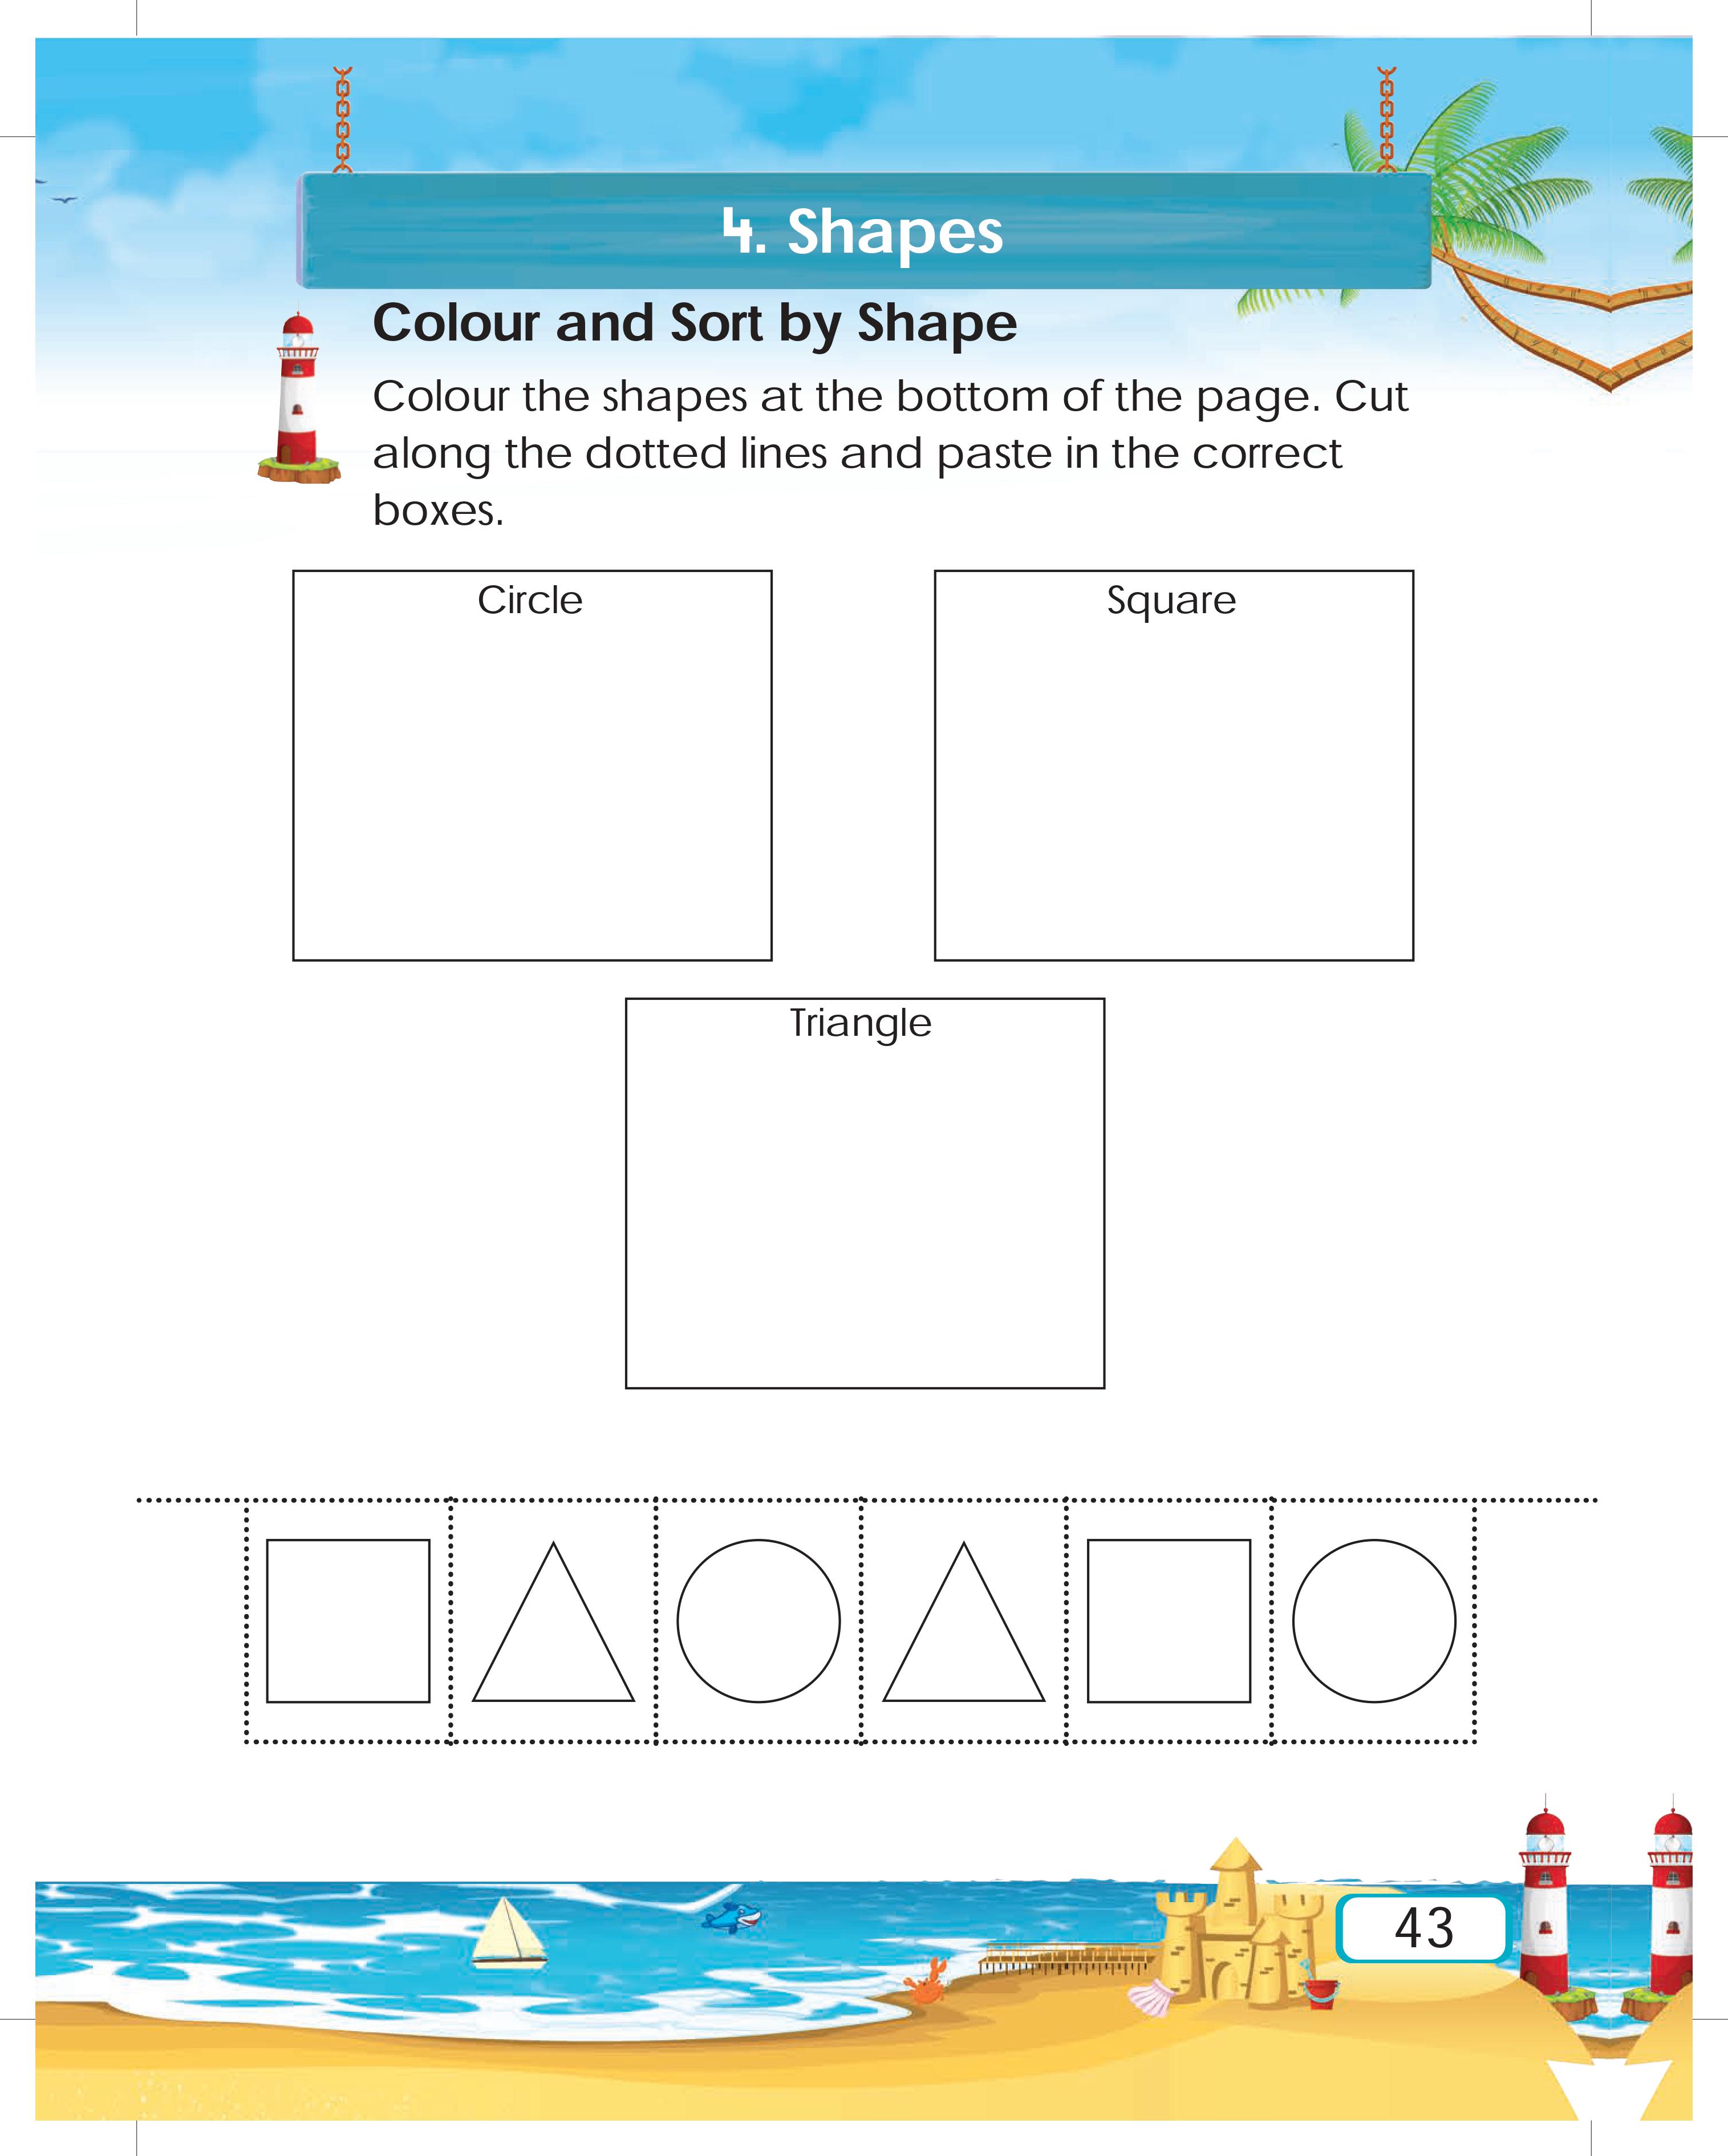 4. Shapes
Colour and Sort by Shape
Colour the shapes at the bottom of the page. Cut
along the dotted lines and paste in the correct
boxes.
Circle
Square
Triangle
43